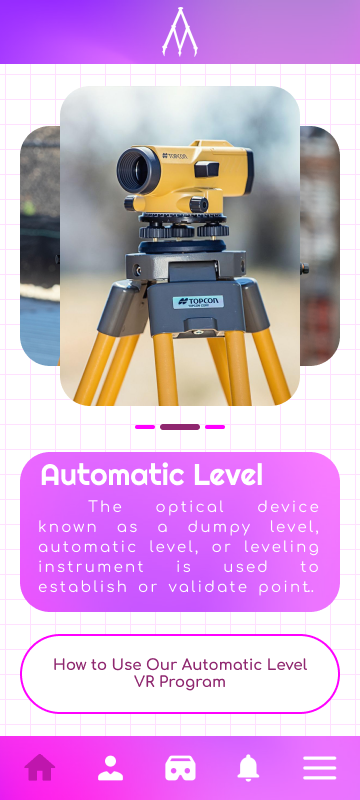 TOPCON
TOPCON
Automatic Level
The optical device
known as a dumpy level,
automatic level, or leveling
instrument is used to
establish or validate point.
How to Use Our Automatic Level
VR Program